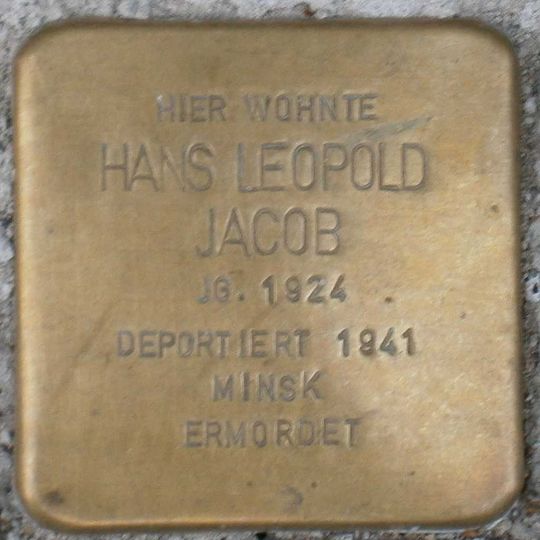 HIER WOHNTE
HANS LEOPOLD
JACOB
JG. 1924
DEPORTIERT 1941
MINSK
ERMORDET